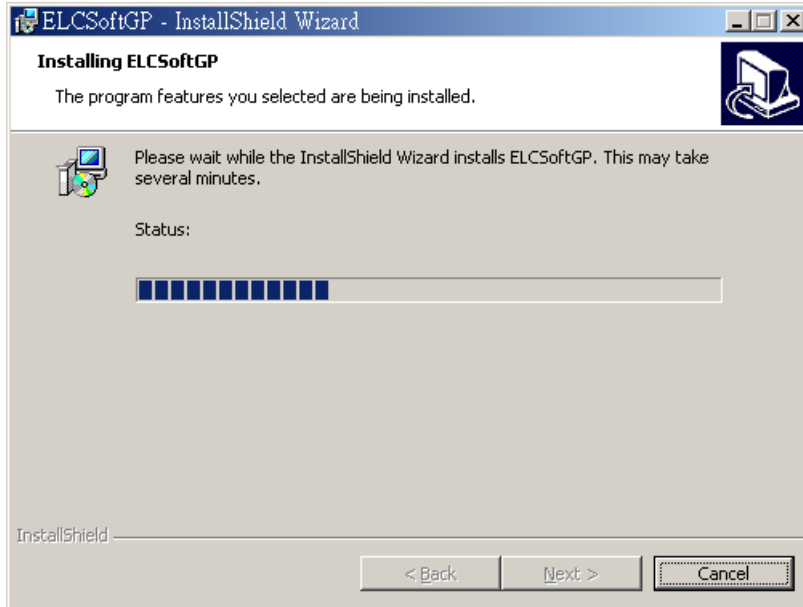 ELCSoftGP - InstallShield Wizard
Installing ELCSoftGP
The program features you selected are being installed.
Please wait while the InstallShield Wizard installs ELCSoftGP. This may take
several minutes.
Status:
InstallShield
< Back Next > Cancel